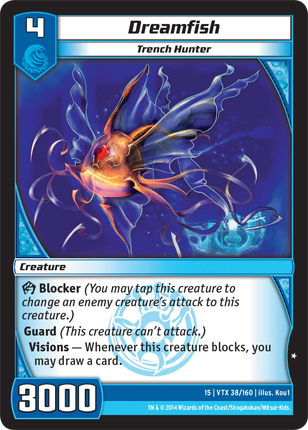 4
Dreamfish
Trench Hunter
Creature
Blocker (You may tap this creature to
change an enemy creature's attack to this
creature.)
Guard (This creature can't attack.)
Visions — Whenever this creature blocks, you
may draw a card.
3000
15 | VTX 38/160 | illus. Kou1
TM & © 2014 Wizards of the Coast/Shogakukan/Mitsui-Kids.